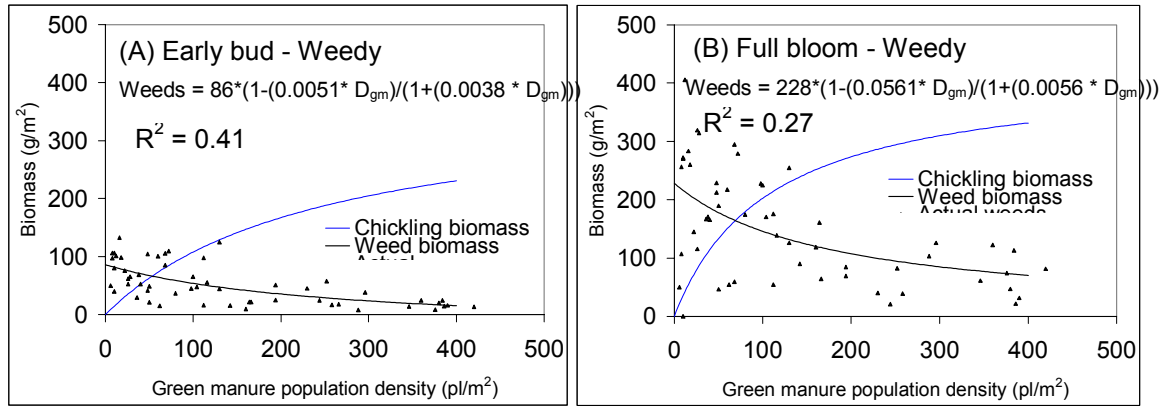 (A) Early bud - Weedy
Weeds = 86*(1-(0.0051* Dgm)/(1+(0.0038 * Dgm)))
R² = 0.41
Biomass (g/m²)
500
400
300
200
100
0
Chickling biomass
Weed biomass
Actual
0 100 200 300 400 500
Green manure population density (pl/m²)
(B) Full bloom - Weedy
Weeds = 228*(1-(0.0561* Dgm)/(1+(0.0056 * Dgm)))
R² = 0.27
Biomass (g/m²)
500
400
300
200
100
0
Chickling biomass
Weed biomass
Actual weeds
0 100 200 300 400 500
Green manure population density (pl/m²)